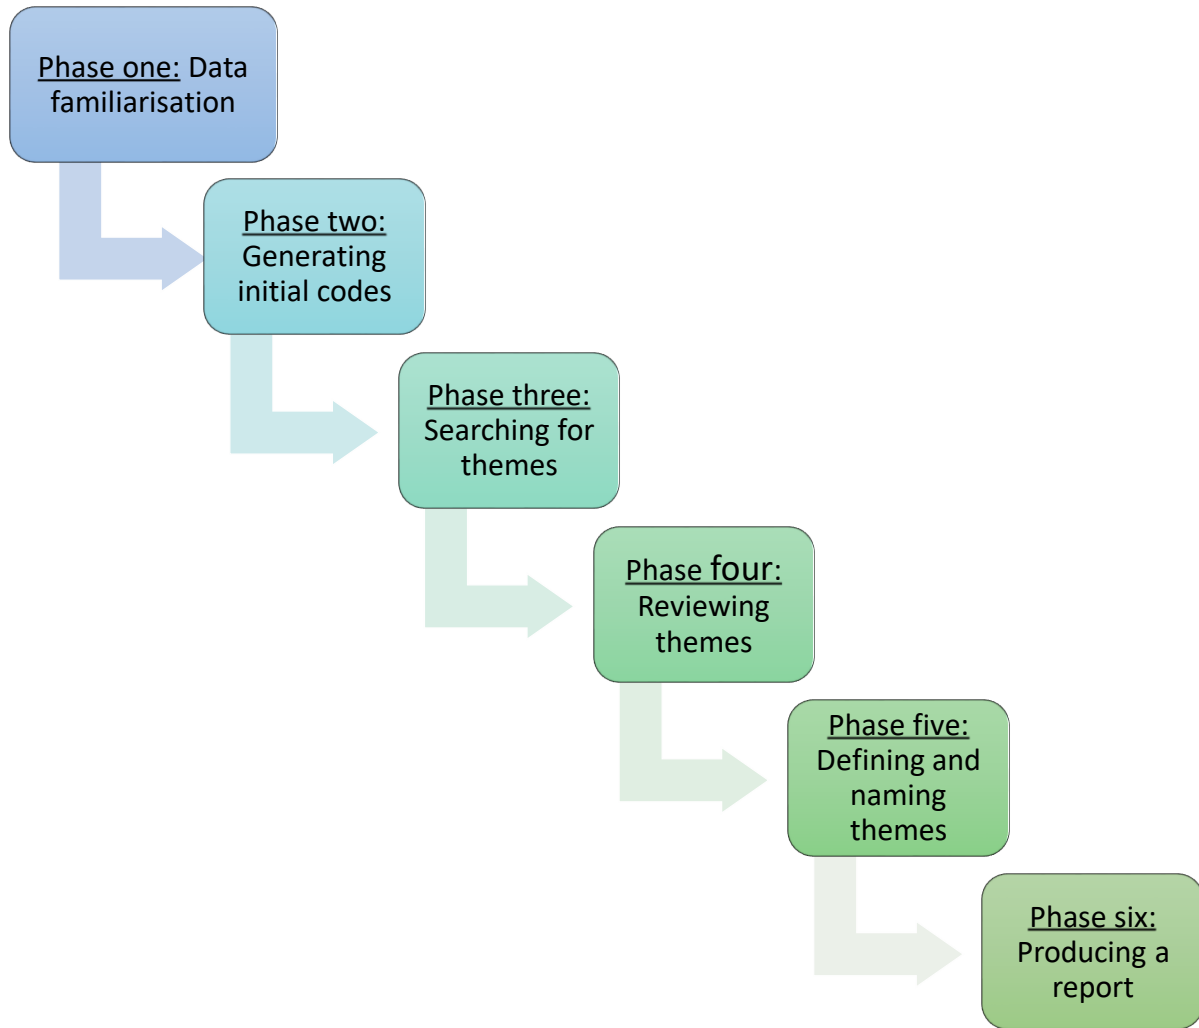 Phase one: Data
familiarisation
Phase two:
Generating
initial codes
Phase three:
Searching for
themes
Phase four:
Reviewing
themes
Phase five:
Defining and
naming
themes
Phase six:
Producing a
report